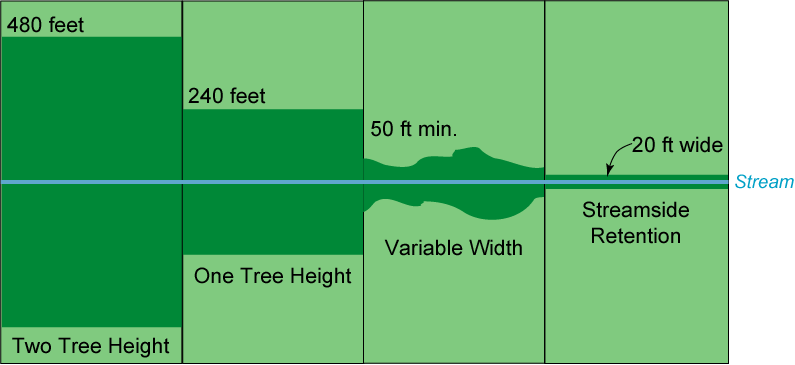 480 feet
240 feet
50 ft min.
20 ft wide
Stream
Streamside
Retention
Variable Width
One Tree Height
Two Tree Height